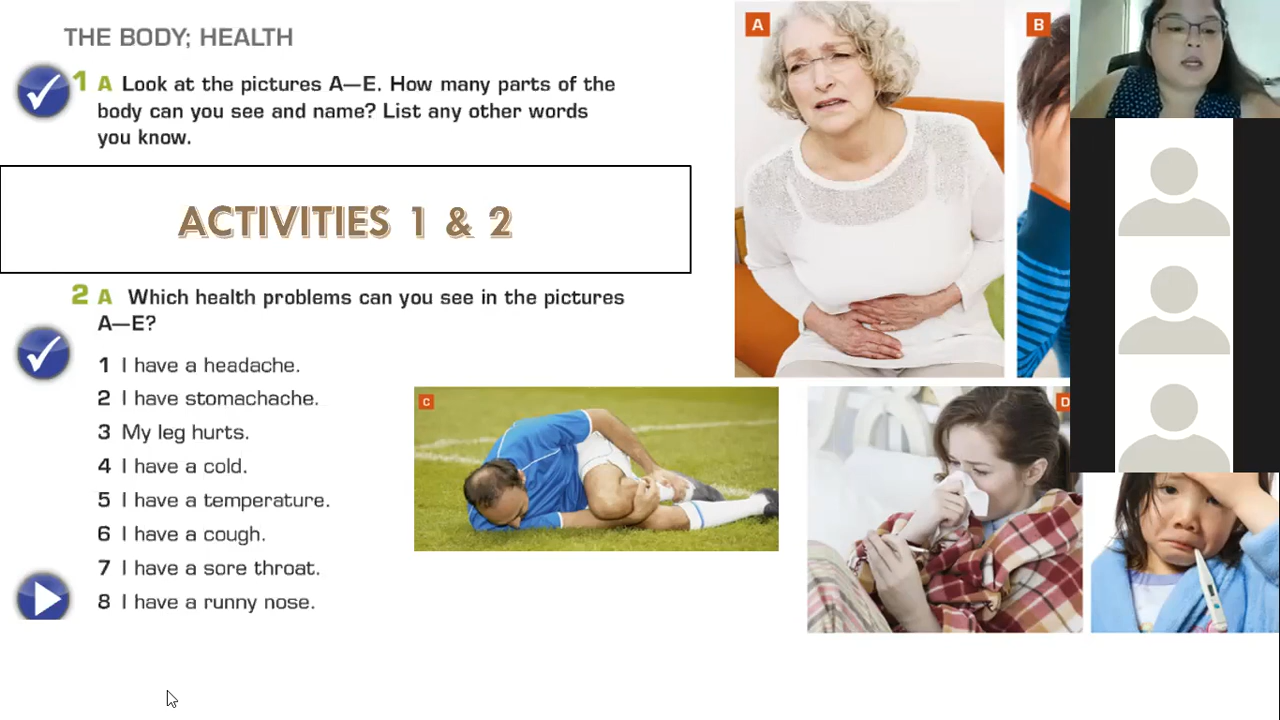 THE BODY; HEALTH
1 A Look at the pictures A—E. How many parts of the
body can you see and name? List any other words
you know.
ACTIVITIES 1 & 2
2 A Which health problems can you see in the pictures
A—E?
1 I have a headache.
2 I have stomachache.
3 My leg hurts.
4 I have a cold.
5 I have a temperature.
6 I have a cough.
7 I have a sore throat.
8 I have a runny nose.
A
B
C
D